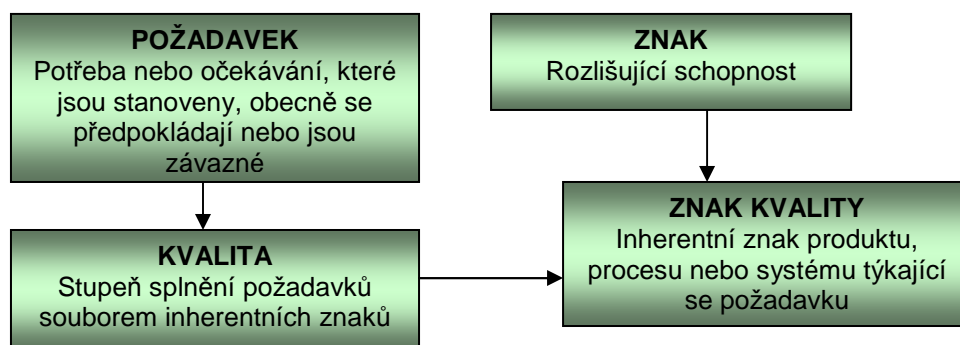 POŽADAVEK
Potřeba nebo očekávání, které
jsou stanoveny, obecně se
předpokládají nebo jsou
závazné
ZNAK
Rozlišující schopnost
KVALITA
Stupeň splnění požadavků
souborem inherentních znaků
ZNAK KVALITY
Inherentní znak produktu,
procesu nebo systému týkající
se požadavku